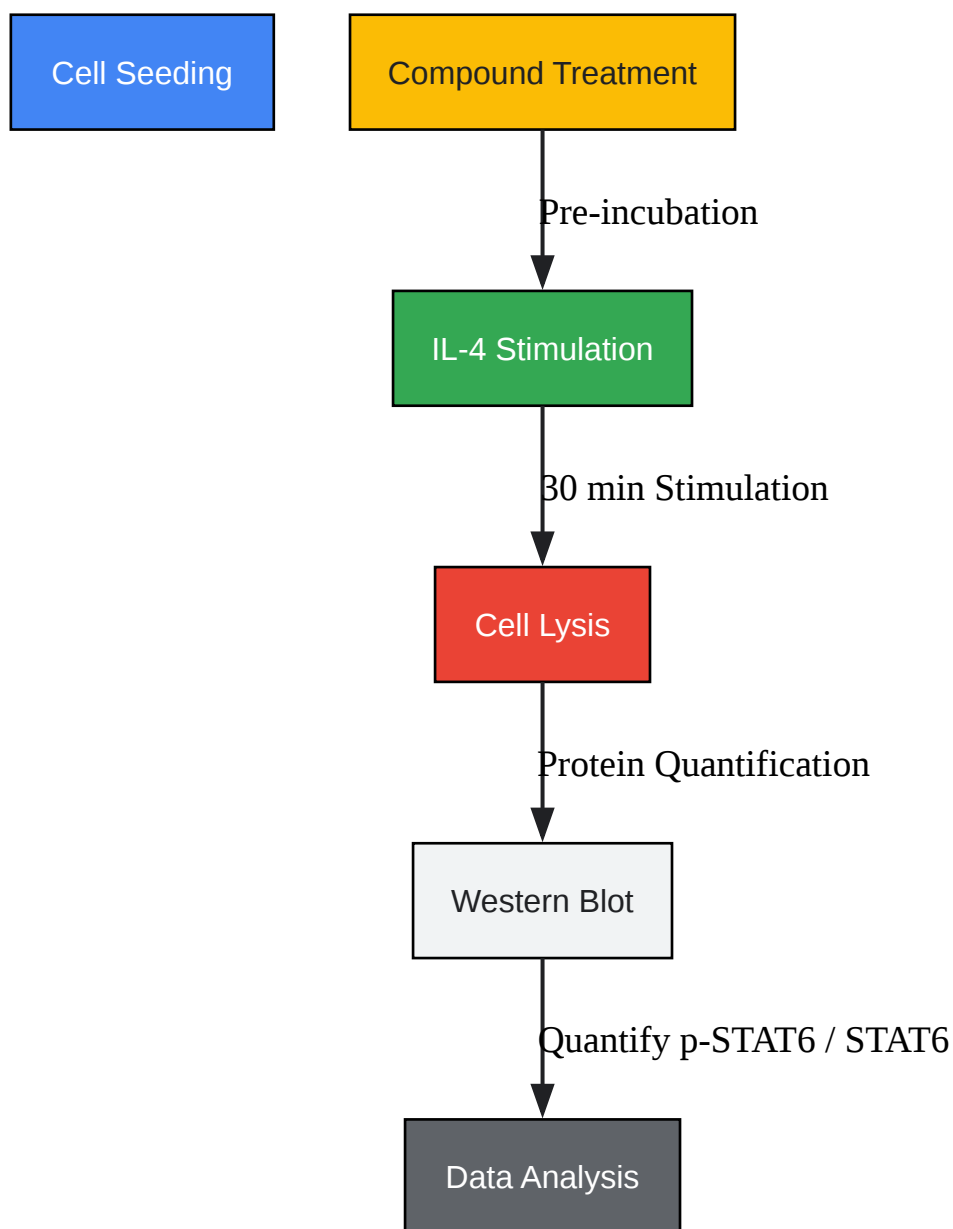 Cell Seeding
Compound Treatment
Pre-incubation
IL-4 Stimulation
30 min Stimulation
Cell Lysis
Protein Quantification
Western Blot
Quantify p-STAT6 / STAT6
Data Analysis